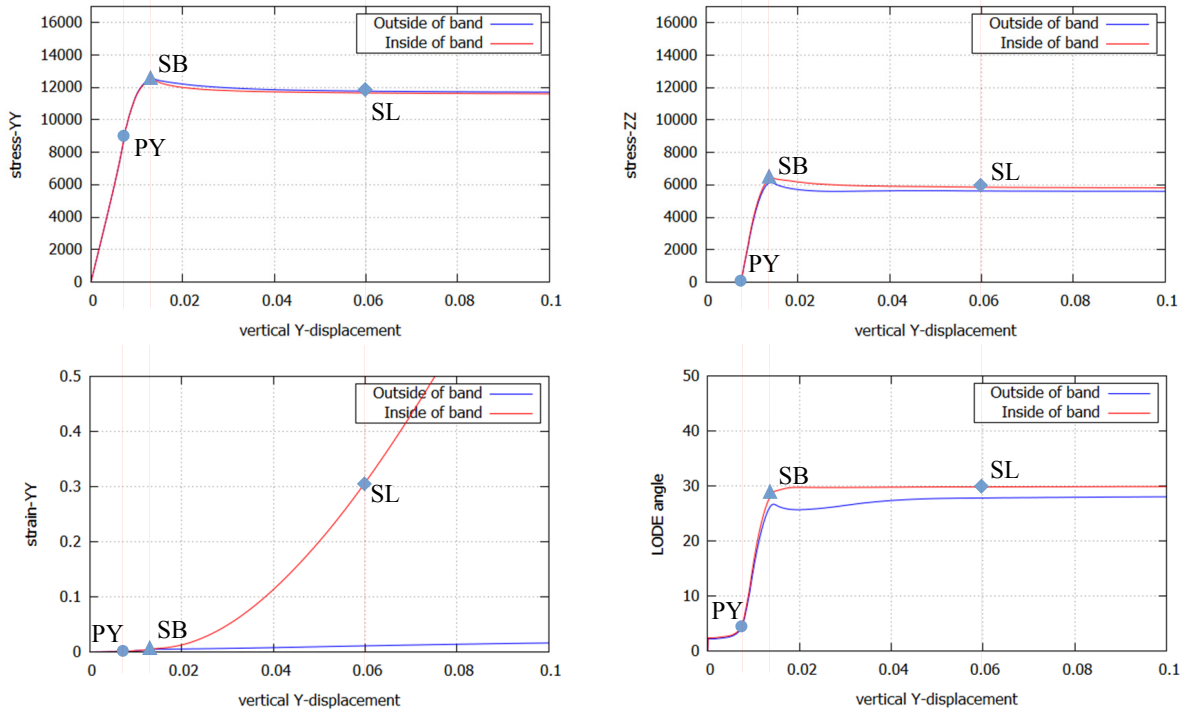 16000
14000
12000
10000
8000
6000
4000
2000
0
stress-YY
Outside of band
Inside of band
SB
SL
PY
0
0.02
0.04
0.06
0.08
0.1
vertical Y-displacement
16000
14000
12000
10000
8000
6000
4000
2000
0
stress-ZZ
Outside of band
Inside of band
SB
SL
PY
0
0.02
0.04
0.06
0.08
0.1
vertical Y-displacement
0.5
0.4
0.3
0.2
0.1
0
strain-YY
Outside of band
Inside of band
SL
PY
SB
0
0.02
0.04
0.06
0.08
0.1
vertical Y-displacement
50
40
30
20
10
0
LODE angle
Outside of band
Inside of band
SB
SL
PY
0
0.02
0.04
0.06
0.08
0.1
vertical Y-displacement